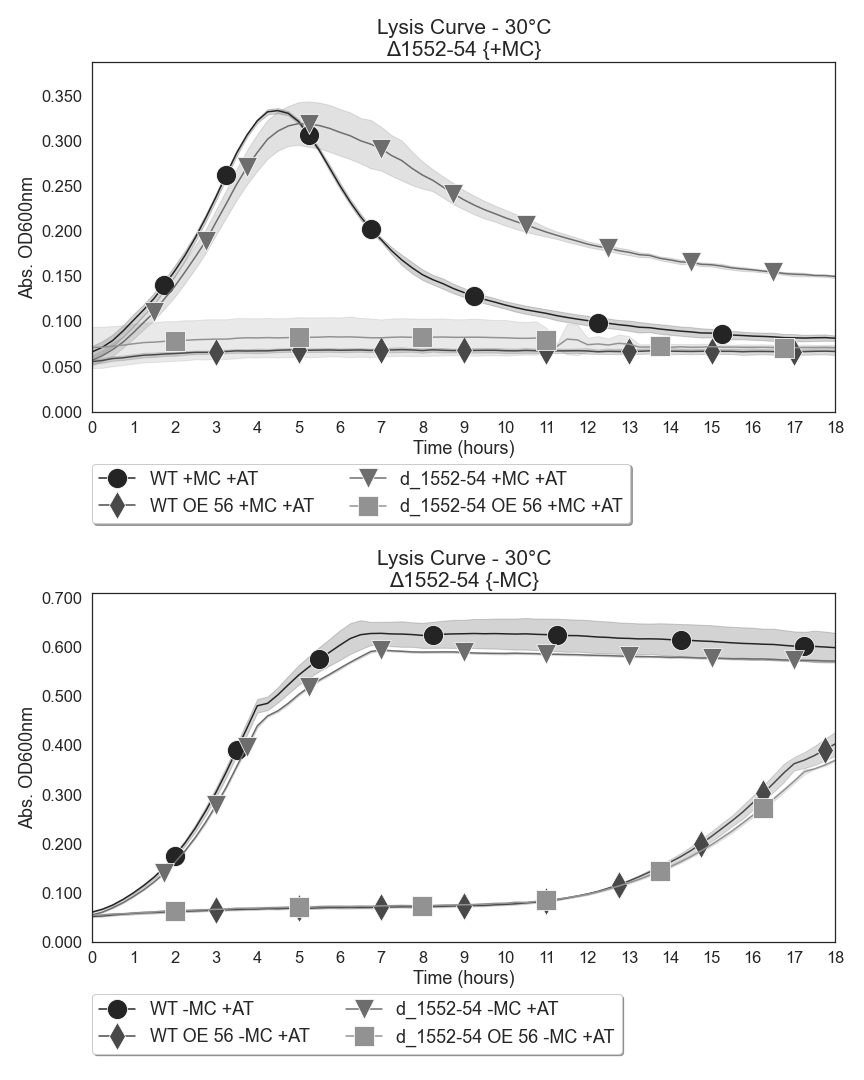 Lysis Curve - 30°C
Δ1552-54 {+MC}
Abs. OD600nm
0.350
0.300
0.250
0.200
0.150
0.100
0.050
0.000
0 1 2 3 4 5 6 7 8 9 10 11 12 13 14 15 16 17 18
Time (hours)
WT +MC +AT
WT OE 56 +MC +AT
d_1552-54 +MC +AT
d_1552-54 OE 56 +MC +AT
Lysis Curve - 30°C
Δ1552-54 {-MC}
Abs. OD600nm
0.700
0.600
0.500
0.400
0.300
0.200
0.100
0.000
0 1 2 3 4 5 6 7 8 9 10 11 12 13 14 15 16 17 18
Time (hours)
WT -MC +AT
WT OE 56 -MC +AT
d_1552-54 -MC +AT
d_1552-54 OE 56 -MC +AT